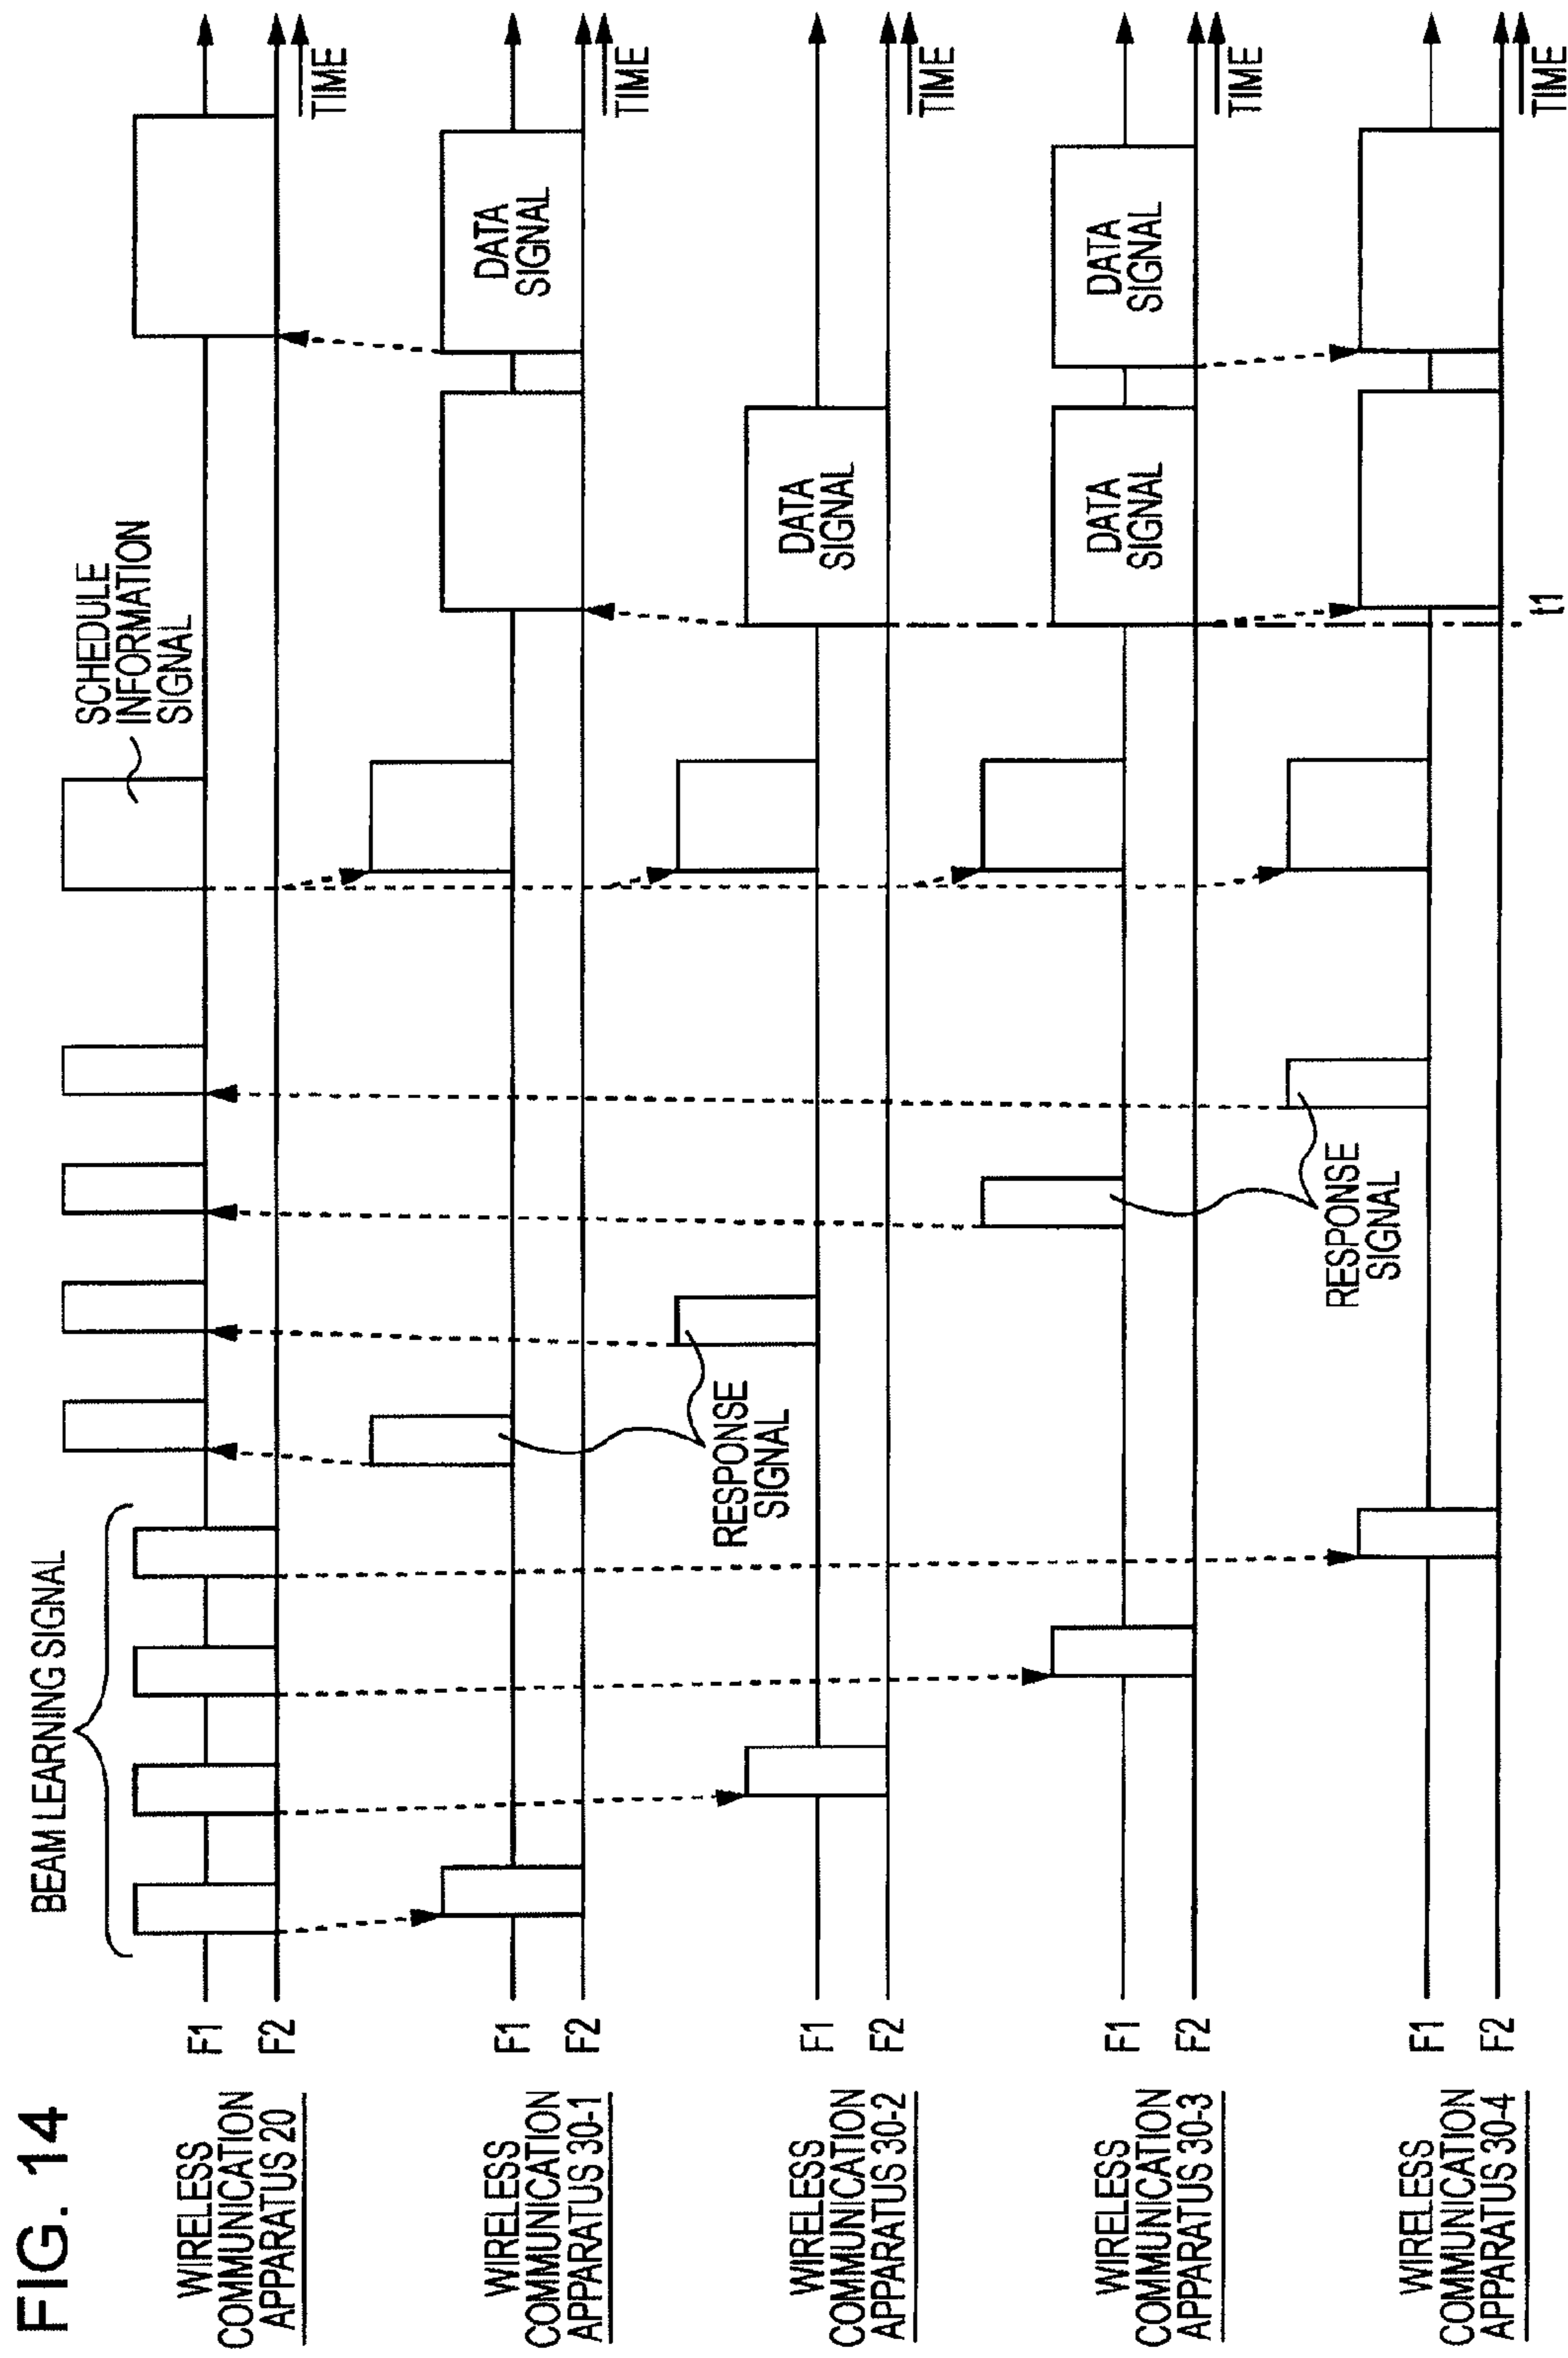 FIG. 14
BEAM LEARNING SIGNAL
SCHEDULE
INFORMATION
SIGNAL
WIRELESS
COMMUNICATION
APPARATUS 20
F1
F2
TIME
WIRELESS
COMMUNICATION
APPARATUS 30-1
F1
F2
DATA
SIGNAL
TIME
RESPONSE
SIGNAL
WIRELESS
COMMUNICATION
APPARATUS 30-2
F1
F2
DATA
SIGNAL
TIME
WIRELESS
COMMUNICATION
APPARATUS 30-3
F1
F2
DATA
SIGNAL
DATA
SIGNAL
TIME
RESPONSE
SIGNAL
WIRELESS
COMMUNICATION
APPARATUS 30-4
F1
F2
t1
TIME